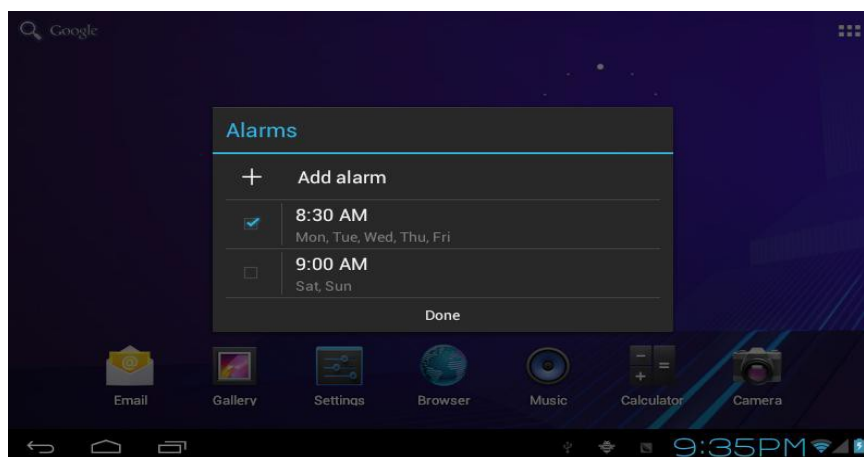 Google
Alarms
+ Add alarm
8:30 AM
Mon, Tue, Wed, Thu, Fri
9:00 AM
Sat, Sun
Done
Email Gallery Settings Browser Music Calculator Camera
9:35PM